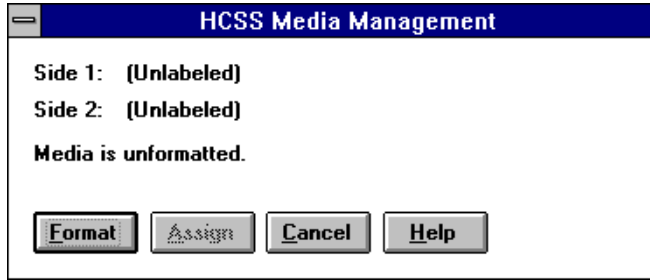 HCSS Media Management
Side 1: (Unlabeled)
Side 2: (Unlabeled)
Media is unformatted.
Format Assign Cancel Help